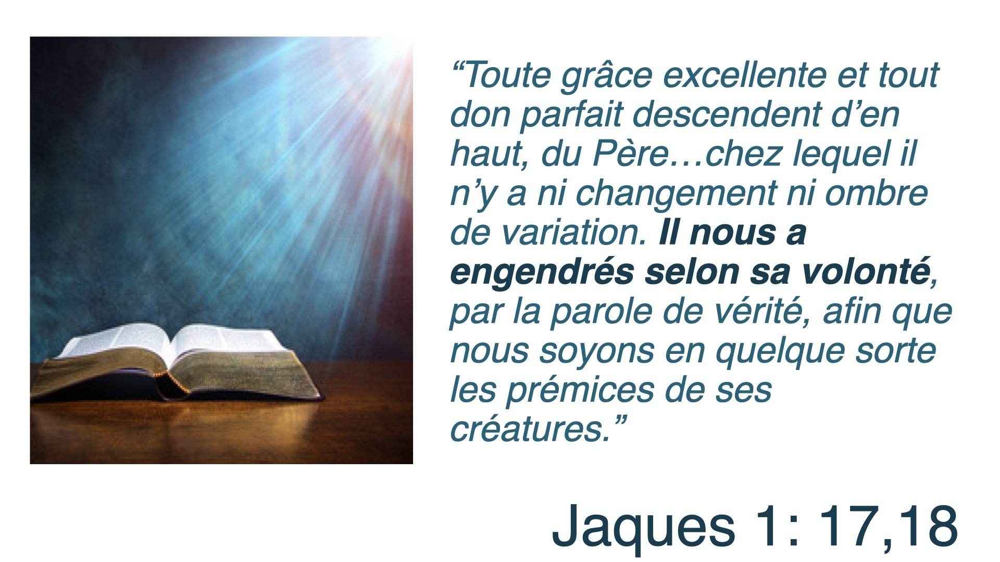 “Toute grâce excellente et tout
don parfait descendent d’en
haut, du Père…chez lequel il
n’y a ni changement ni ombre
de variation. Il nous a
engendrés selon sa volonté,
par la parole de vérité, afin que
nous soyons en quelque sorte
les prémices de ses
créatures.”
Jaques 1: 17,18